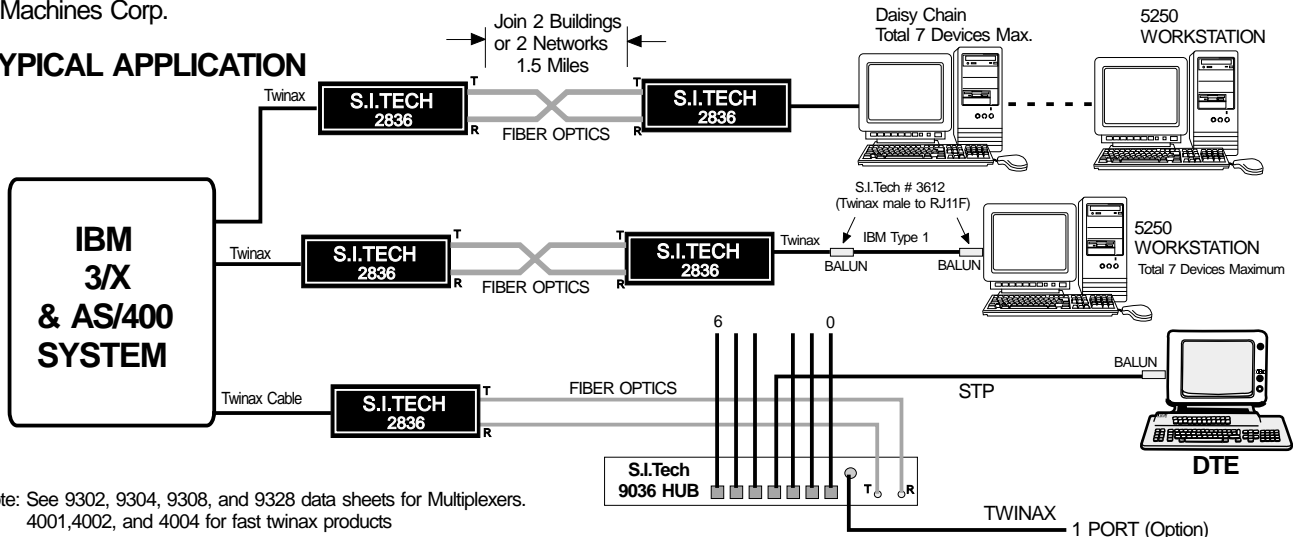 Machines Corp.
YPICAL APPLICATION
Join 2 Buildings
or 2 Networks
1.5 Miles
Daisy Chain
Total 7 Devices Max.
5250
WORKSTATION
Twinax
S.I.TECH
2836
T
R
FIBER OPTICS
T
R
S.I.TECH
2836
IBM
3/X
& AS/400
SYSTEM
Twinax
S.I.TECH
2836
T
R
FIBER OPTICS
T
R
S.I.TECH
2836
Twinax
S.I.Tech # 3612
(Twinax male to RJ11F)
BALUN
IBM Type 1
BALUN
5250
WORKSTATION
Total 7 Devices Maximum
6
0
Twinax Cable
S.I.TECH
2836
T
R
FIBER OPTICS
STP
BALUN
DTE
S.I.Tech
9036 HUB
T
R
TWINAX
1 PORT (Option)
te: See 9302, 9304, 9308, and 9328 data sheets for Multiplexers.
4001,4002, and 4004 for fast twinax products